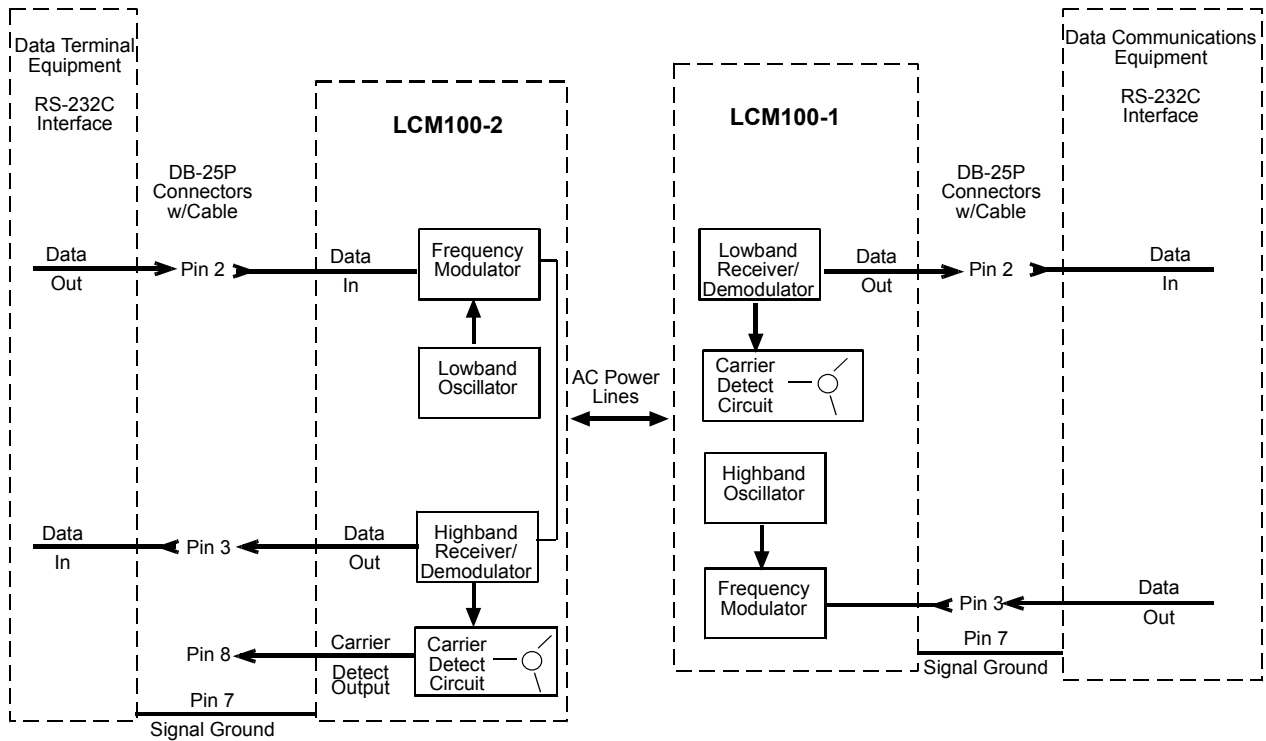 Data Terminal
Equipment
RS-232C
Interface
DB-25P
Connectors
w/Cable
LCM100-2
LCM100-1
Data Communications
Equipment
RS-232C
Interface
DB-25P
Connectors
w/Cable
Data
Out
Pin 2
Data
In
Frequency
Modulator
Lowband
Oscillator
Data
In
Pin 3
Data
Out
Highband
Receiver/
Demodulator
Pin 8
Carrier
Detect
Output
Carrier
Detect
Circuit
Pin 7
Signal Ground
AC Power
Lines
Lowband
Receiver/
Demodulator
Data
Out
Pin 2
Data
In
Carrier
Detect
Circuit
Highband
Oscillator
Frequency
Modulator
Pin 3
Data
Out
Pin 7
Signal Ground